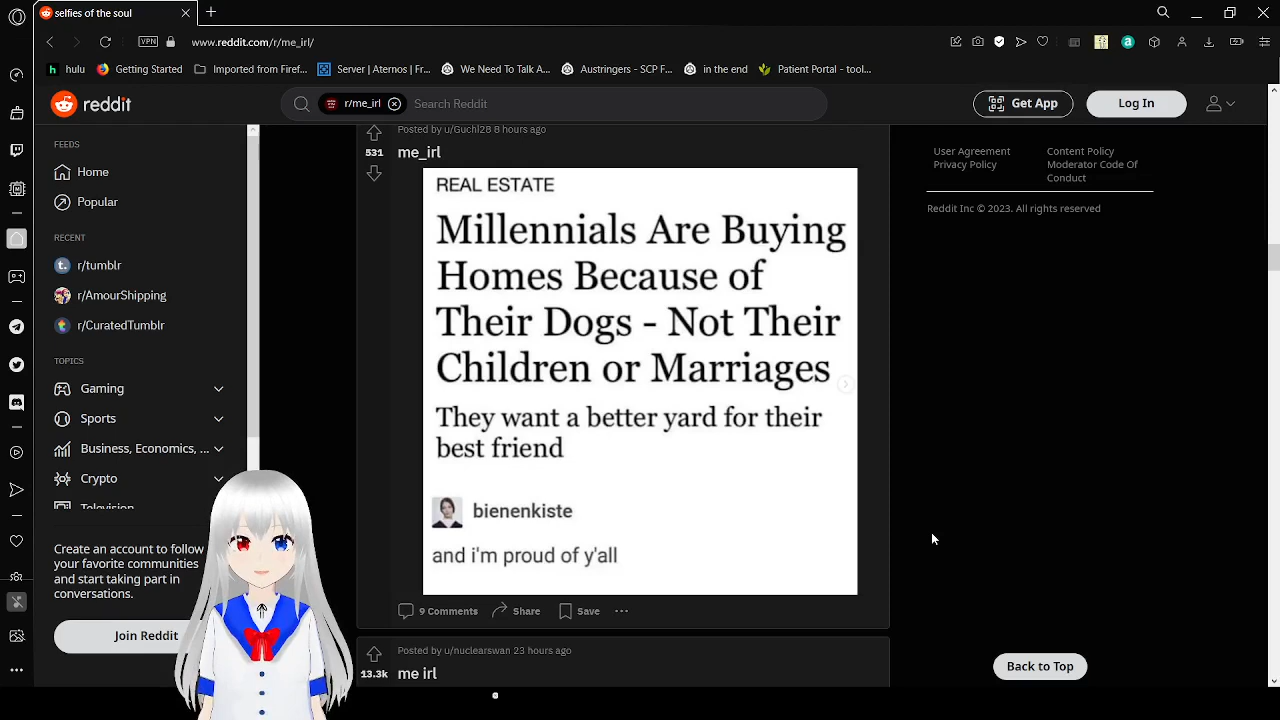 selfies of the soul
VPN
www.reddit.com/r/me_irl/
hulu
Getting Started
Imported from Firef...
Server | Aternos | Fr...
We Need To Talk A...
Austringers - SCP F...
in the end
Patient Portal - tool...
reddit
r/me_irl
Search Reddit
Get App
Log In
FEEDS
Home
Popular
RECENT
r/tumblr
r/AmourShipping
r/CuratedTumblr
TOPICS
Gaming
Sports
Business, Economics, ...
Crypto
Television
Create an account to follow
your favorite communities
and start taking part in
conversations.
Join Reddit
Posted by u/Guchl28 8 hours ago
531
me_irl
REAL ESTATE
Millennials Are Buying
Homes Because of
Their Dogs - Not Their
Children or Marriages
They want a better yard for their
best friend
bienenkiste
and i'm proud of y'all
9 Comments
Share
Save
Posted by u/nuclearswan 23 hours ago
13.3k
me irl
User Agreement
Privacy Policy
Content Policy
Moderator Code Of
Conduct
Reddit Inc © 2023. All rights reserved
Back to Top